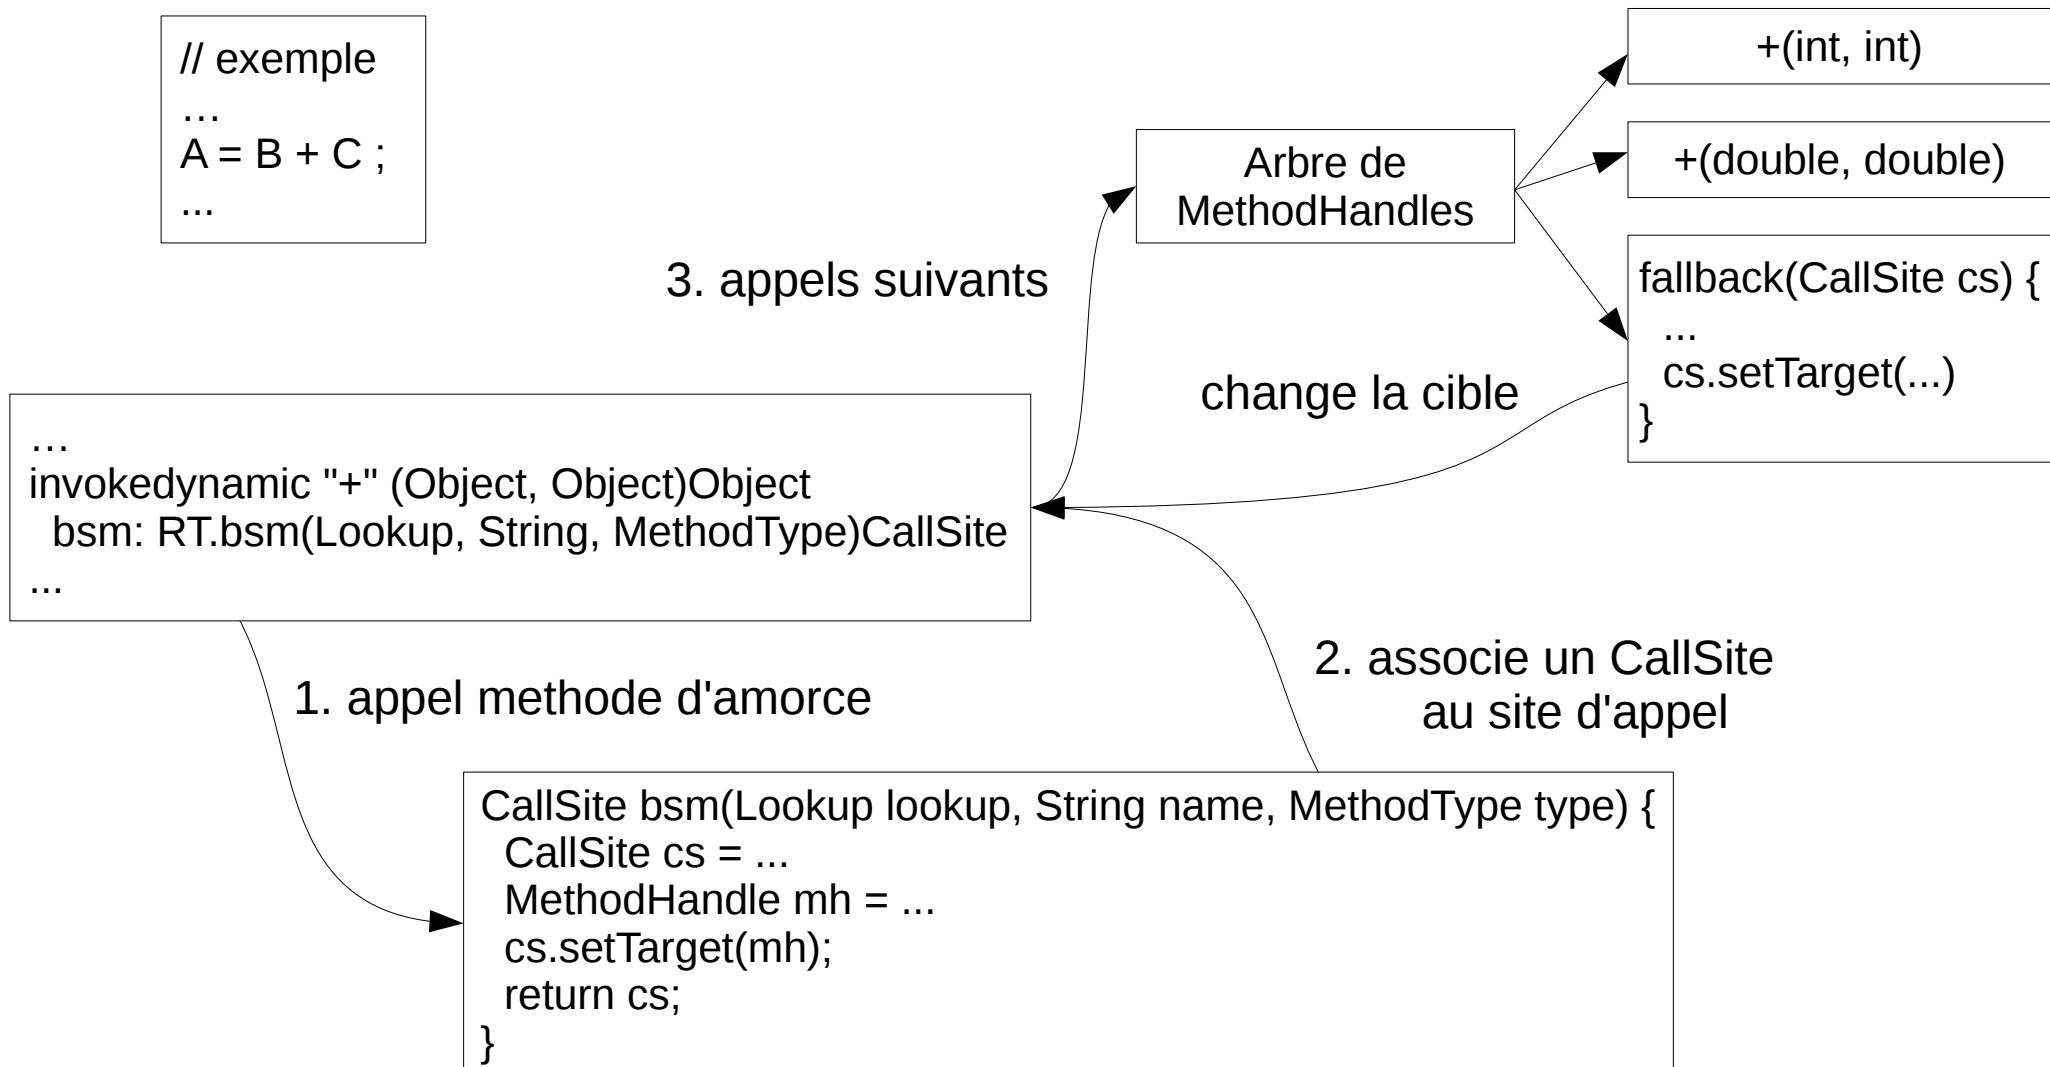 // exemple
…
A = B + C ;
...
+(int, int)
+(double, double)
Arbre de
MethodHandles
fallback(CallSite cs) {
...
cs.setTarget(...)
}
3. appels suivants
change la cible
…
invokedynamic "+" (Object, Object)Object
bsm: RT.bsm(Lookup, String, MethodType)CallSite
...
1. appel methode d'amorce
2. associe un CallSite
au site d'appel
CallSite bsm(Lookup lookup, String name, MethodType type) {
CallSite cs = ...
MethodHandle mh = ...
cs.setTarget(mh);
return cs;
}